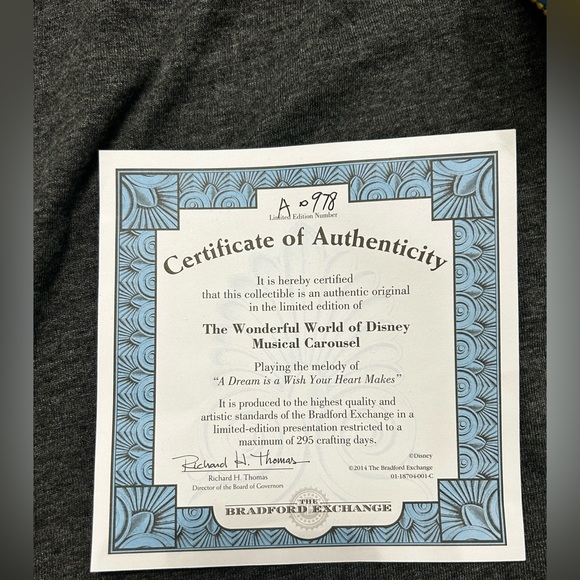 A 0978
Limited Edition Number
Certificate of Authenticity
It is hereby certified
that this collectible is an authentic original
in the limited edition of
The Wonderful World of Disney
Musical Carousel
Playing the melody of
"A Dream is a Wish Your Heart Makes"
It is produced to the highest quality and
artistic standards of the Bradford Exchange in a
limited-edition presentation restricted to a
maximum of 295 crafting days.
Richard H. Thomas
Richard H. Thomas
Director of the Board of Governors
©Disney
©2014 The Bradford Exchange
01-18704-001-C
THE
BRADFORD EXCHANGE